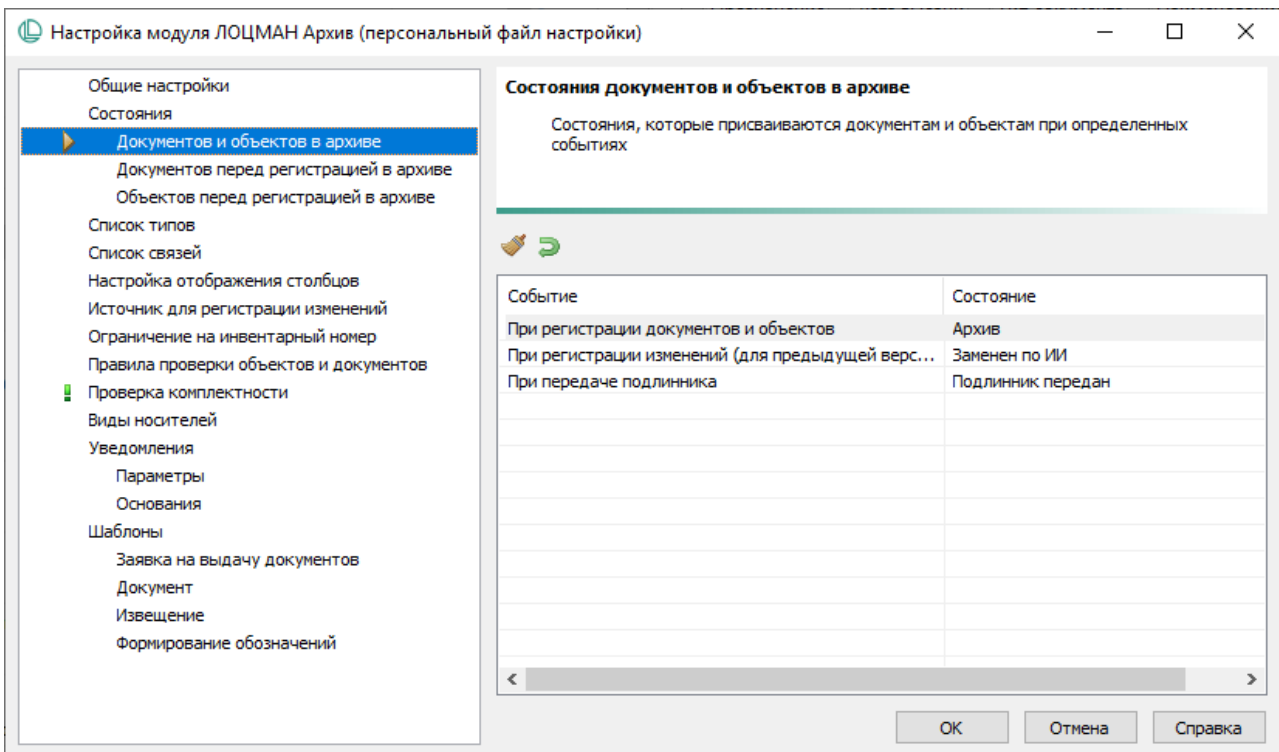 Настройка модуля ЛОЦМАН Архив (персональный файл настройки)
Общие настройки
Состояния
Документов и объектов в архиве
Документов перед регистрацией в архиве
Объектов перед регистрацией в архиве
Список типов
Список связей
Настройка отображения столбцов
Источник для регистрации изменений
Ограничение на инвентарный номер
Правила проверки объектов и документов
Проверка комплектности
Виды носителей
Уведомления
Параметры
Основания
Шаблоны
Заявка на выдачу документов
Документ
Извещение
Формирование обозначений
Состояния документов и объектов в архиве
Состояния, которые присваиваются документам и объектам при определенных
событиях
Событие Состояние
При регистрации документов и объектов Архив
При регистрации изменений (для предыдущей верс... Заменен по ИИ
При передаче подлинника Подлинник передан
ОК Отмена Справка